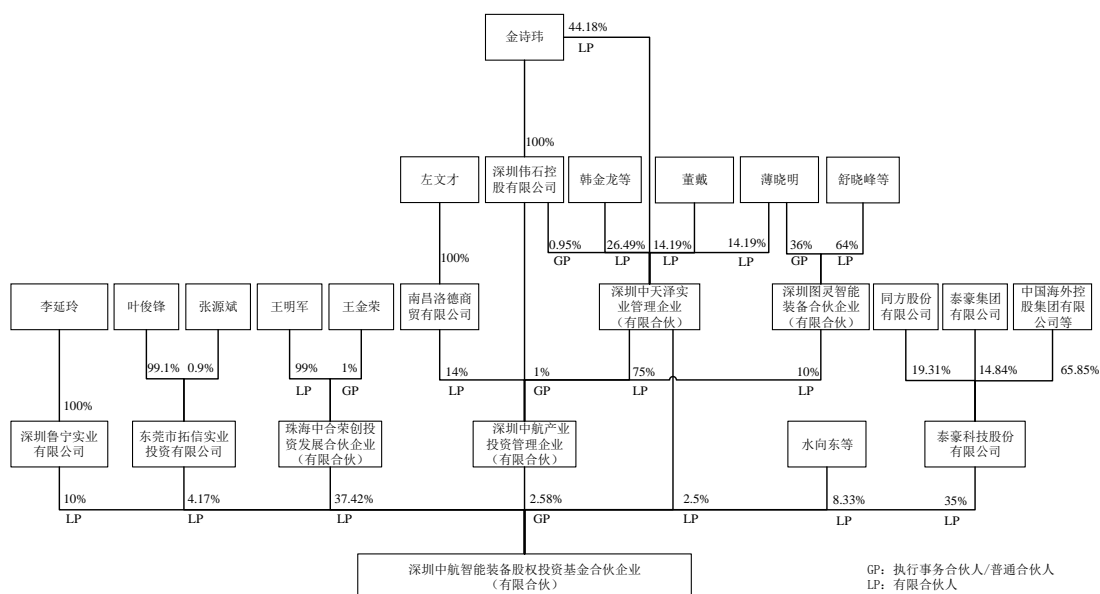 金诗玮
44.18%
LP
100%
左文才
深圳伟石控
股有限公司
韩金龙等
董戴
薄晓明
舒晓峰等
100%
0.95%
GP
26.49%
LP
14.19%
LP
14.19%
LP
36%
GP
64%
LP
李延玲
叶俊锋
张源斌
王明军
王金荣
南昌洛德商
贸有限公司
深圳中天泽实
业管理企业
(有限合伙)
深圳图灵智能
装备合伙企业
(有限合伙)
同方股份有
限公司
泰豪集团有
限公司
中国海外控
股集团有限
公司等
100%
99.1%
0.9%
99%
LP
1%
GP
14%
LP
1%
GP
75%
LP
10%
LP
19.31%
14.84%
65.85%
深圳鲁宁实业
有限公司
东莞市拓信实业
投资有限公司
珠海中合荣创投
资发展合伙企业
(有限合伙)
深圳中航产业
投资管理企业
(有限合伙)
水向东等
泰豪科技股份
有限公司
10%
LP
4.17%
LP
37.42%
LP
2.58%
GP
2.5%
LP
8.33%
LP
35%
LP
深圳中航智能装备股权投资基金合伙企业
(有限合伙)
GP: 执行事务合伙人/普通合伙人
LP: 有限合伙人